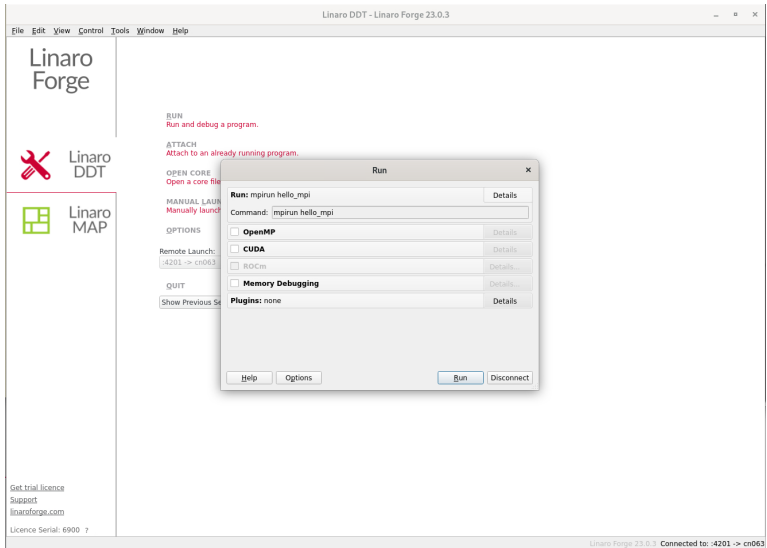 Linaro DDT - Linaro Forge 23.0.3
File Edit View Control Tools Window Help
Linaro
Forge
Linaro
DDT
Linaro
MAP
RUN
Run and debug a program.
ATTACH
Attach to an already running program.
OPEN CORE
Open a core file
MANUAL LAUN
Manually launch
OPTIONS
Remote Launch:
:4201 -> cn063
QUIT
Show Previous Se
Run
Run: mpirun hello_mpi Details
Command: mpirun hello_mpi
OpenMP Details
CUDA Details...
ROCm Details...
Memory Debugging Details...
Plugins: none Details
Help Options Run Disconnect
Get trial licence
Support
linaroforge.com
Licence Serial: 6900 ?
Linaro Forge 23.0.3 Connected to: :4201 -> cn063